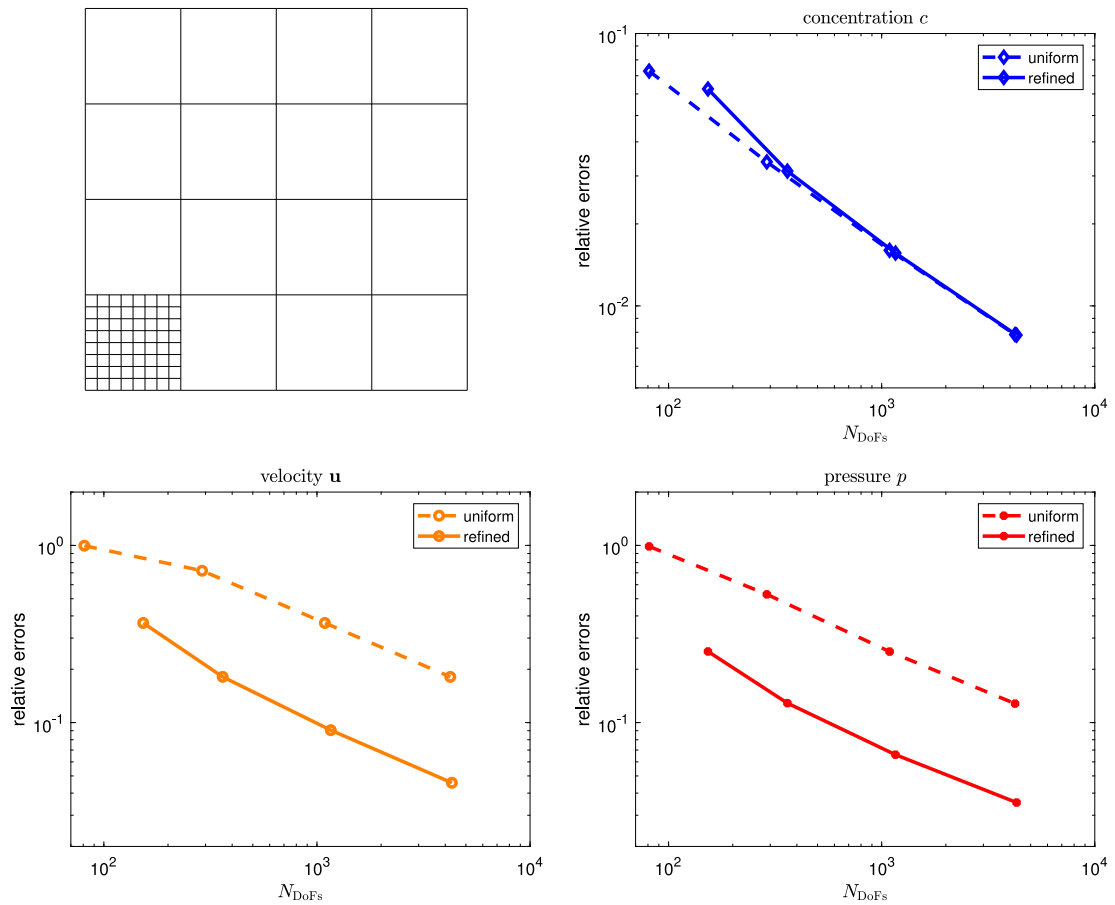 concentration c
10^-1
10^-2
relative errors
uniform
refined
10^2
10^3
10^4
N_DoFs
velocity u
10^0
10^-1
relative errors
uniform
refined
10^2
10^3
10^4
N_DoFs
pressure p
10^0
10^-1
relative errors
uniform
refined
10^2
10^3
10^4
N_DoFs